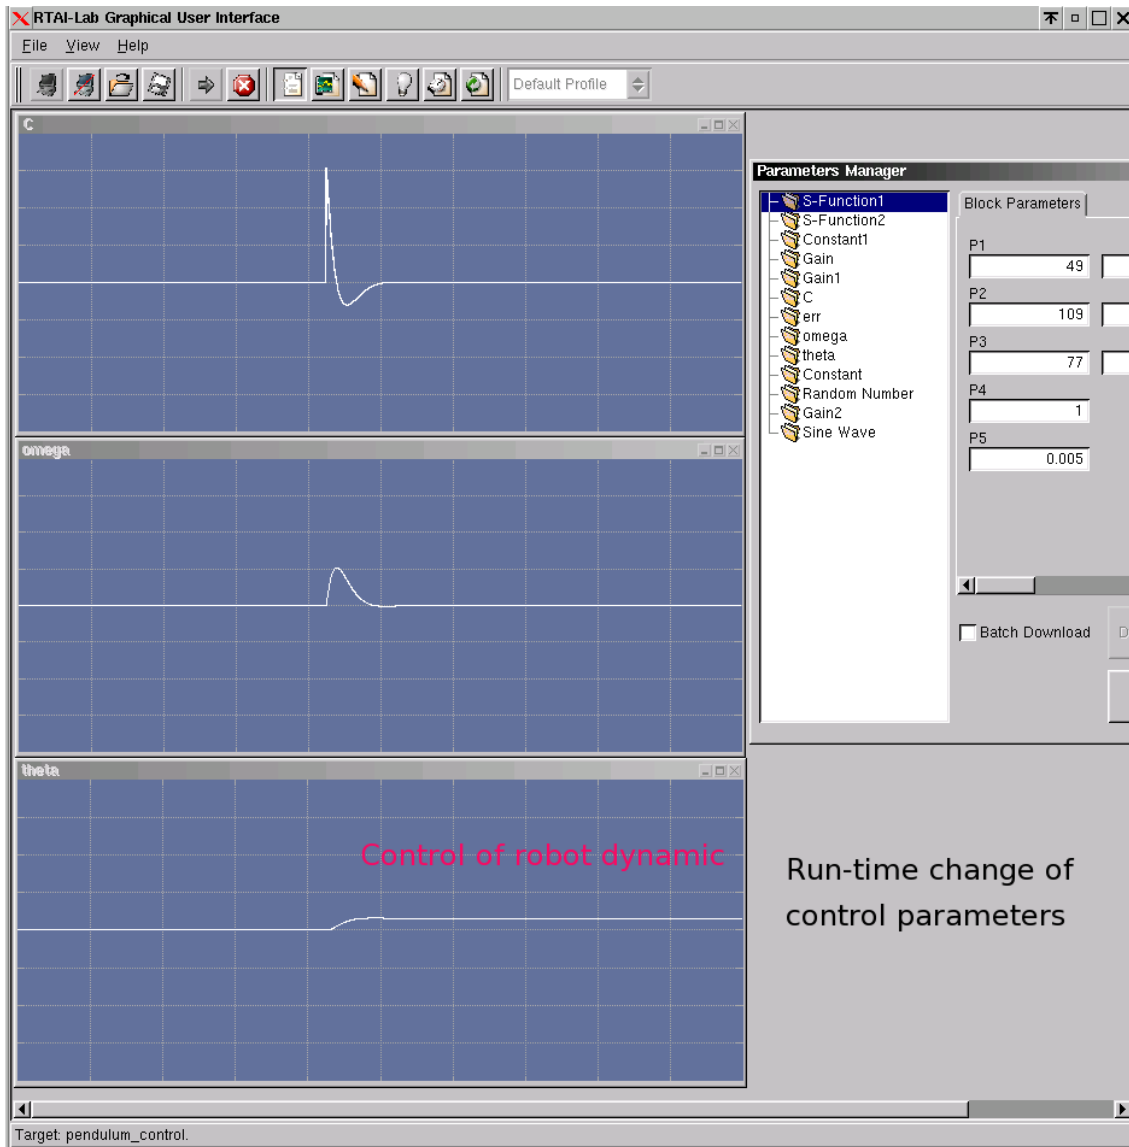 RTAI-Lab Graphical User Interface
File View Help
Default Profile
C
Parameters Manager
S-Function1
S-Function2
Constant1
Gain
Gain1
C
err
omega
theta
Constant
Random Number
Gain2
Sine Wave
Block Parameters
P1
49
P2
109
P3
77
P4
1
P5
0.005
Batch Download
D
omega
theta
Control of robot dynamic
Run-time change of
control parameters
Target: pendulum_control.